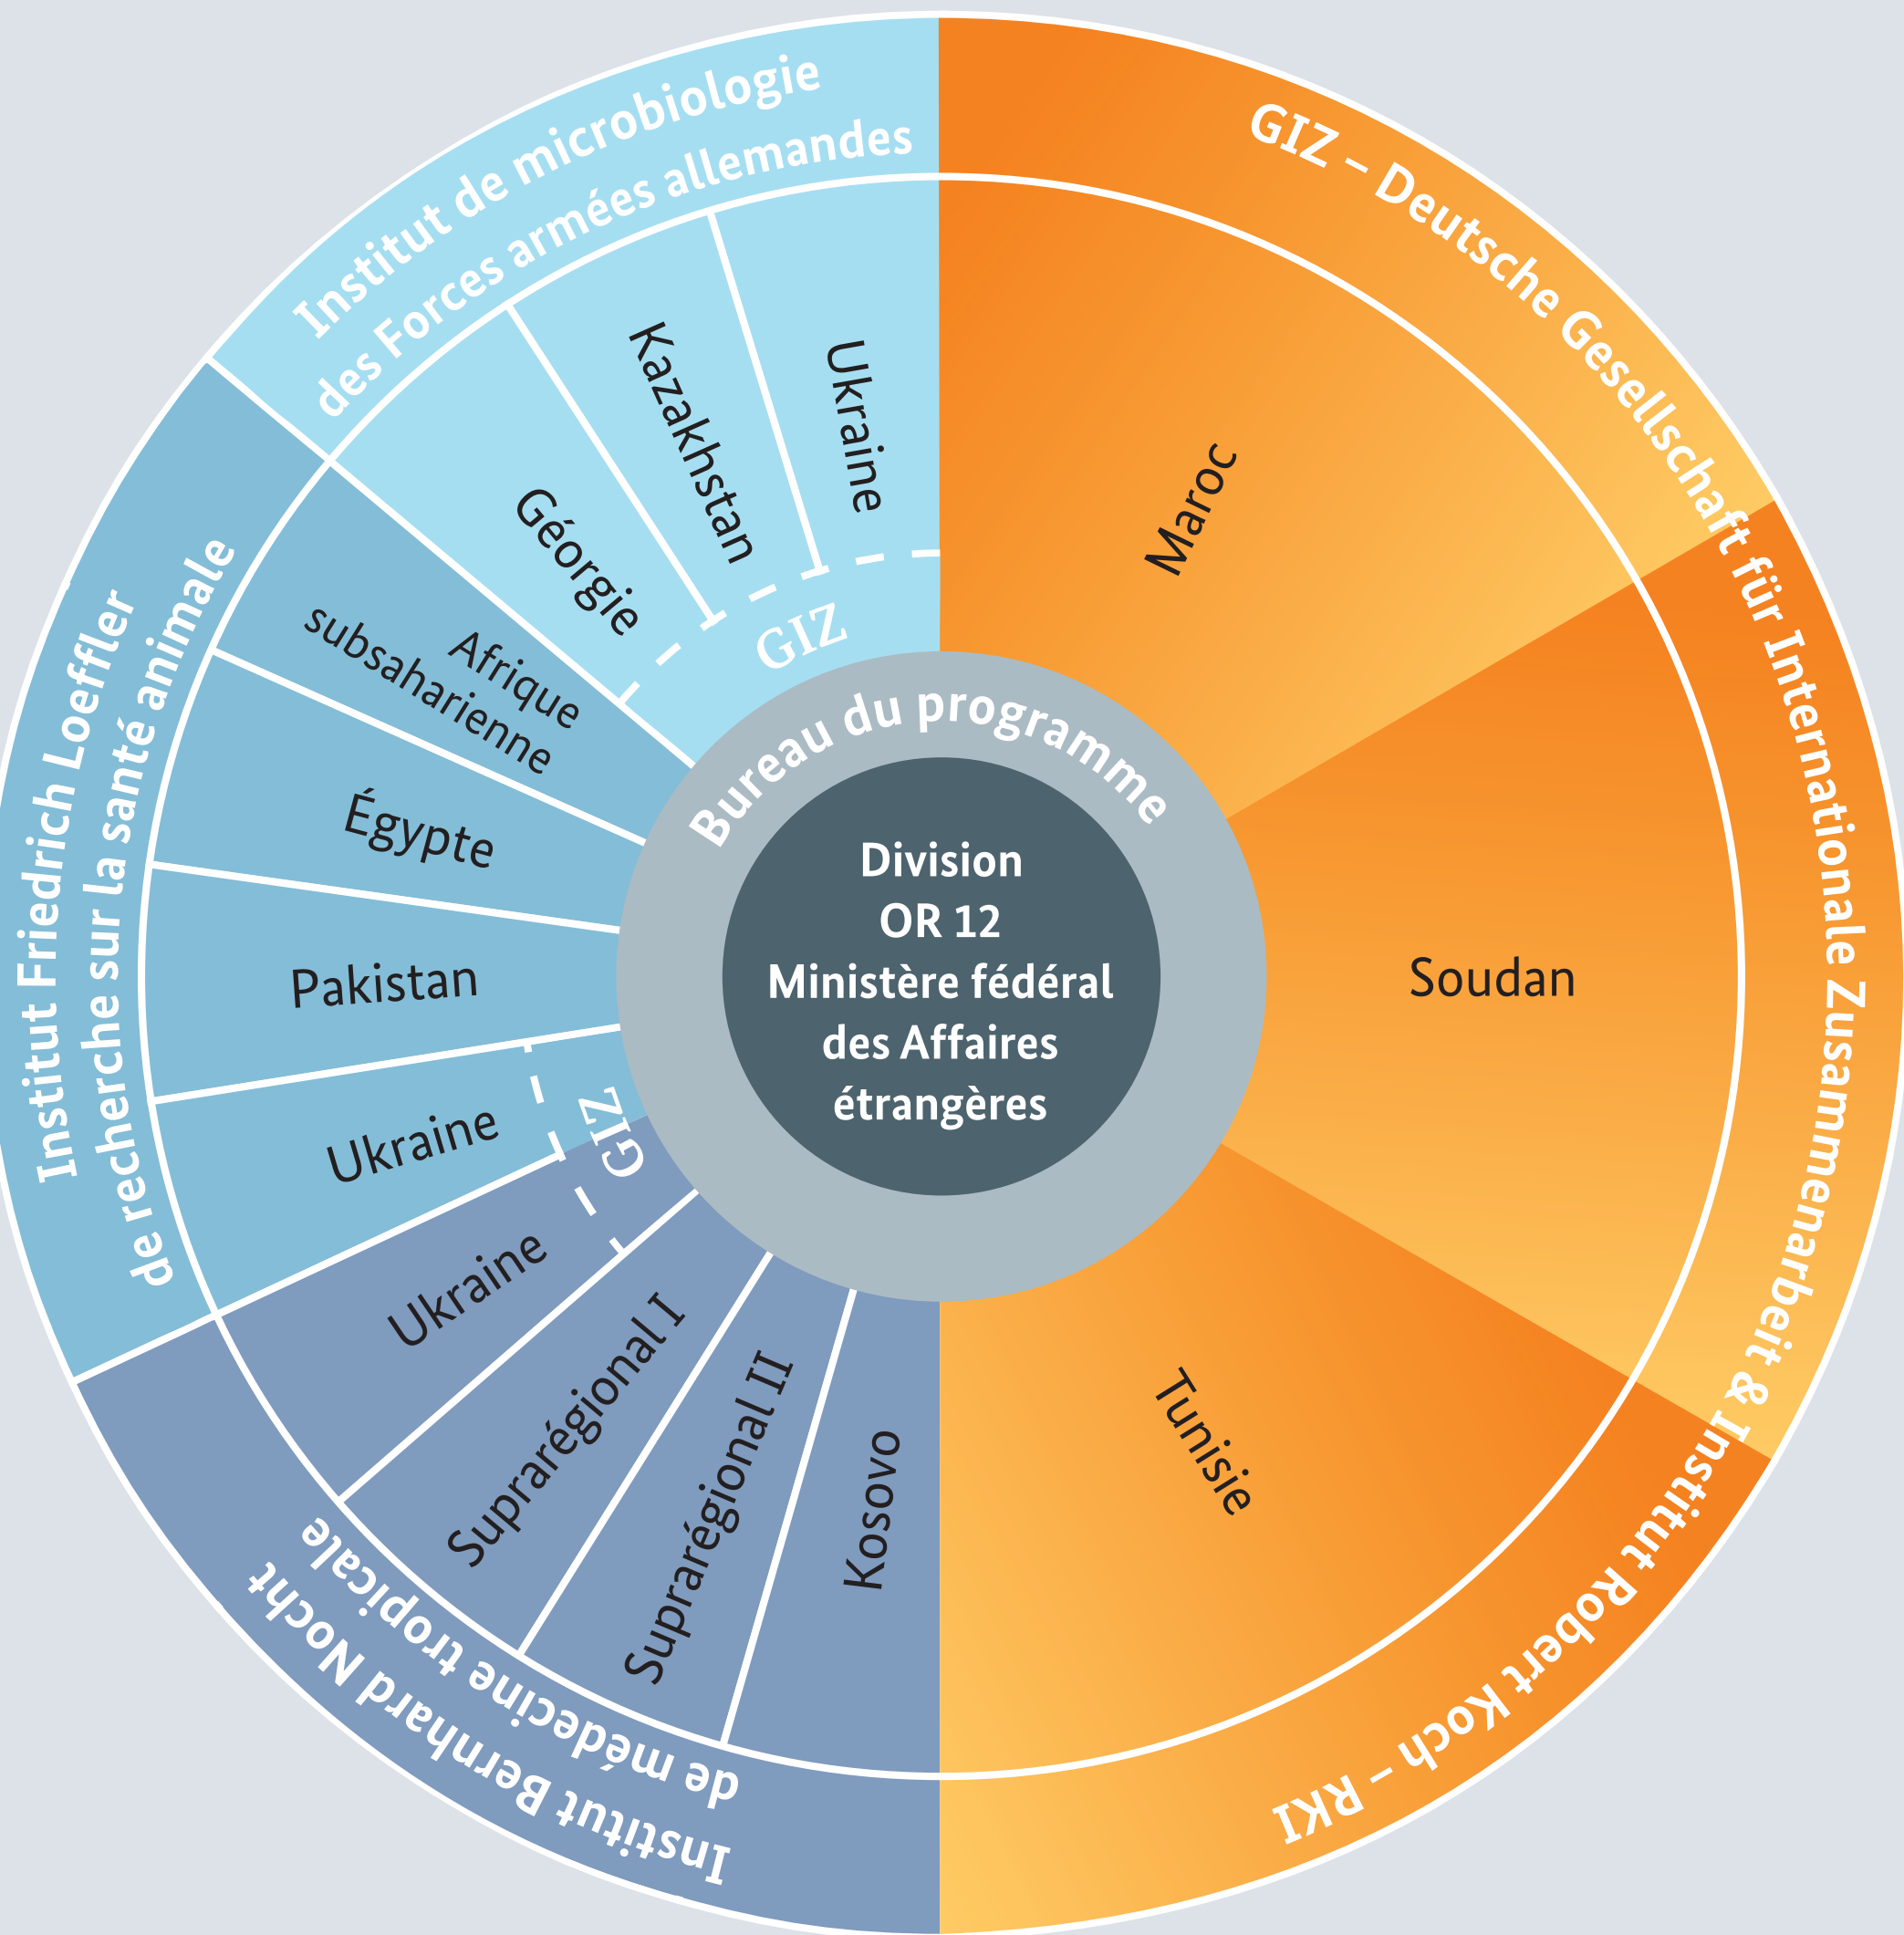 Institut de microbiologie
des Forces armées allemandes
GIZ – Deutsche Gesellschaft für Internationale Zusammenarbeit & Institut Robert Koch – RKI
Institut Friedrich Loeffler
de recherche sur la santé animale
Institut Bernhard Nocht
de médecine tropicale
Géorgie
Kazakhstan
Ukraine
GIZ
Maroc
Soudan
Tunisie
Afrique
subsaharienne
Égypte
Pakistan
Ukraine
GIZ
Ukraine
Suprarégional I
Suprarégional II
Kosovo
Bureau du programme
Division
OR 12
Ministère fédéral
des Affaires
étrangères